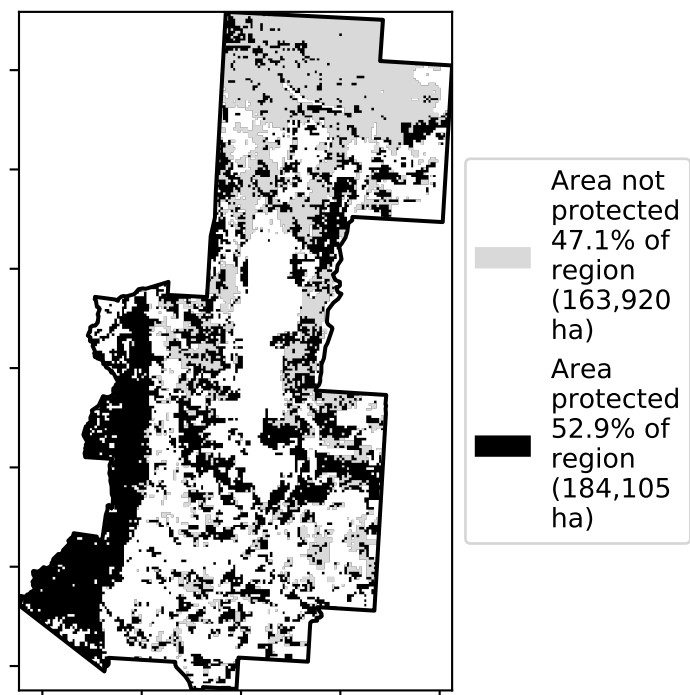 Area not
protected
47.1% of
region
(163,920
ha)
Area
protected
52.9% of
region
(184,105
ha)